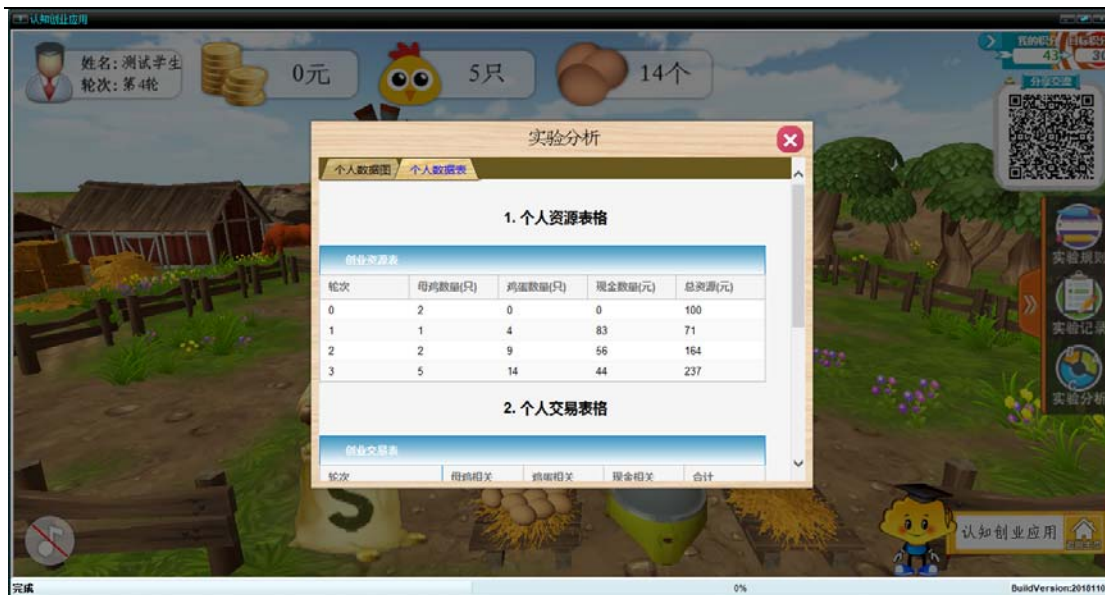 认知创业应用
姓名:测试学生
轮次:第4轮
0元
5只
14个
我的积分
目标积分
43
30
分享交流
实验分析
个人数据图
个人数据表
1. 个人资源表格
创业资源表
轮次 母鸡数量(只) 鸡蛋数量(只) 现金数量(元) 总资源(元)
0 2 0 0 100
1 1 4 83 71
2 2 9 56 164
3 5 14 44 237
2. 个人交易表格
创业交易表
轮次 母鸡相关 鸡蛋相关 现金相关 合计
实验规则
实验记录
实验分析
$
认知创业应用
完成
0%
BuildVersion:2018110